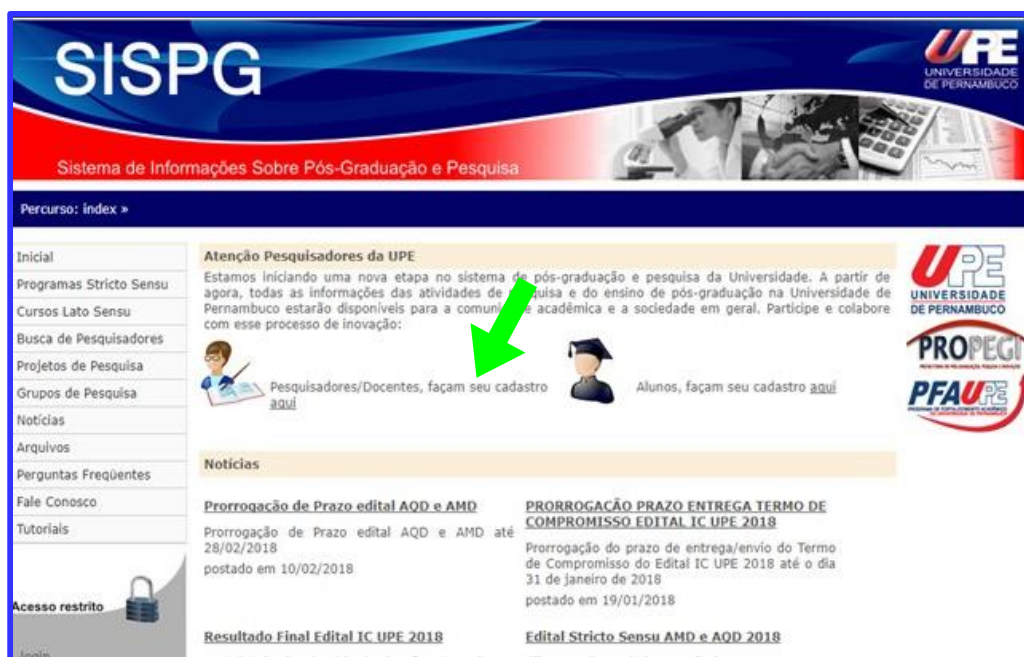 SISPG
UPE
UNIVERSIDADE
DE PERNAMBUCO
Sistema de Informações Sobre Pós-Graduação e Pesquisa
Percurso: index »
Inicial
Programas Stricto Sensu
Cursos Lato Sensu
Busca de Pesquisadores
Projetos de Pesquisa
Grupos de Pesquisa
Notícias
Arquivos
Perguntas Freqüentes
Fale Conosco
Tutoriais
Acesso restrito
login
Atenção Pesquisadores da UPE
Estamos iniciando uma nova etapa no sistema de pós-graduação e pesquisa da Universidade. A partir de
agora, todas as informações das atividades de quisa e do ensino de pós-graduação na Universidade de
Pernambuco estarão disponíveis para a comuni e acadêmica e a sociedade em geral. Participe e colabore
com esse processo de inovação:
Pesquisadores/Docentes, façam seu cadastro
aqui
Alunos, façam seu cadastro aqui
Notícias
Prorrogação de Prazo edital AQD e AMD
Prorrogação de Prazo edital AQD e AMD até
28/02/2018
postado em 10/02/2018
PRORROGACÃO PRAZO ENTREGA TERMO DE
COMPROMISSO EDITAL IC UPE 2018
Prorrogação do prazo de entrega/envio do Termo
de Compromisso do Edital IC UPE 2018 até o dia
31 de janeiro de 2018
postado em 19/01/2018
Resultado Final Edital IC UPE 2018
Edital Stricto Sensu AMD e AQD 2018
UPE
UNIVERSIDADE
DE PERNAMBUCO
PROPEGI
PFAUPE